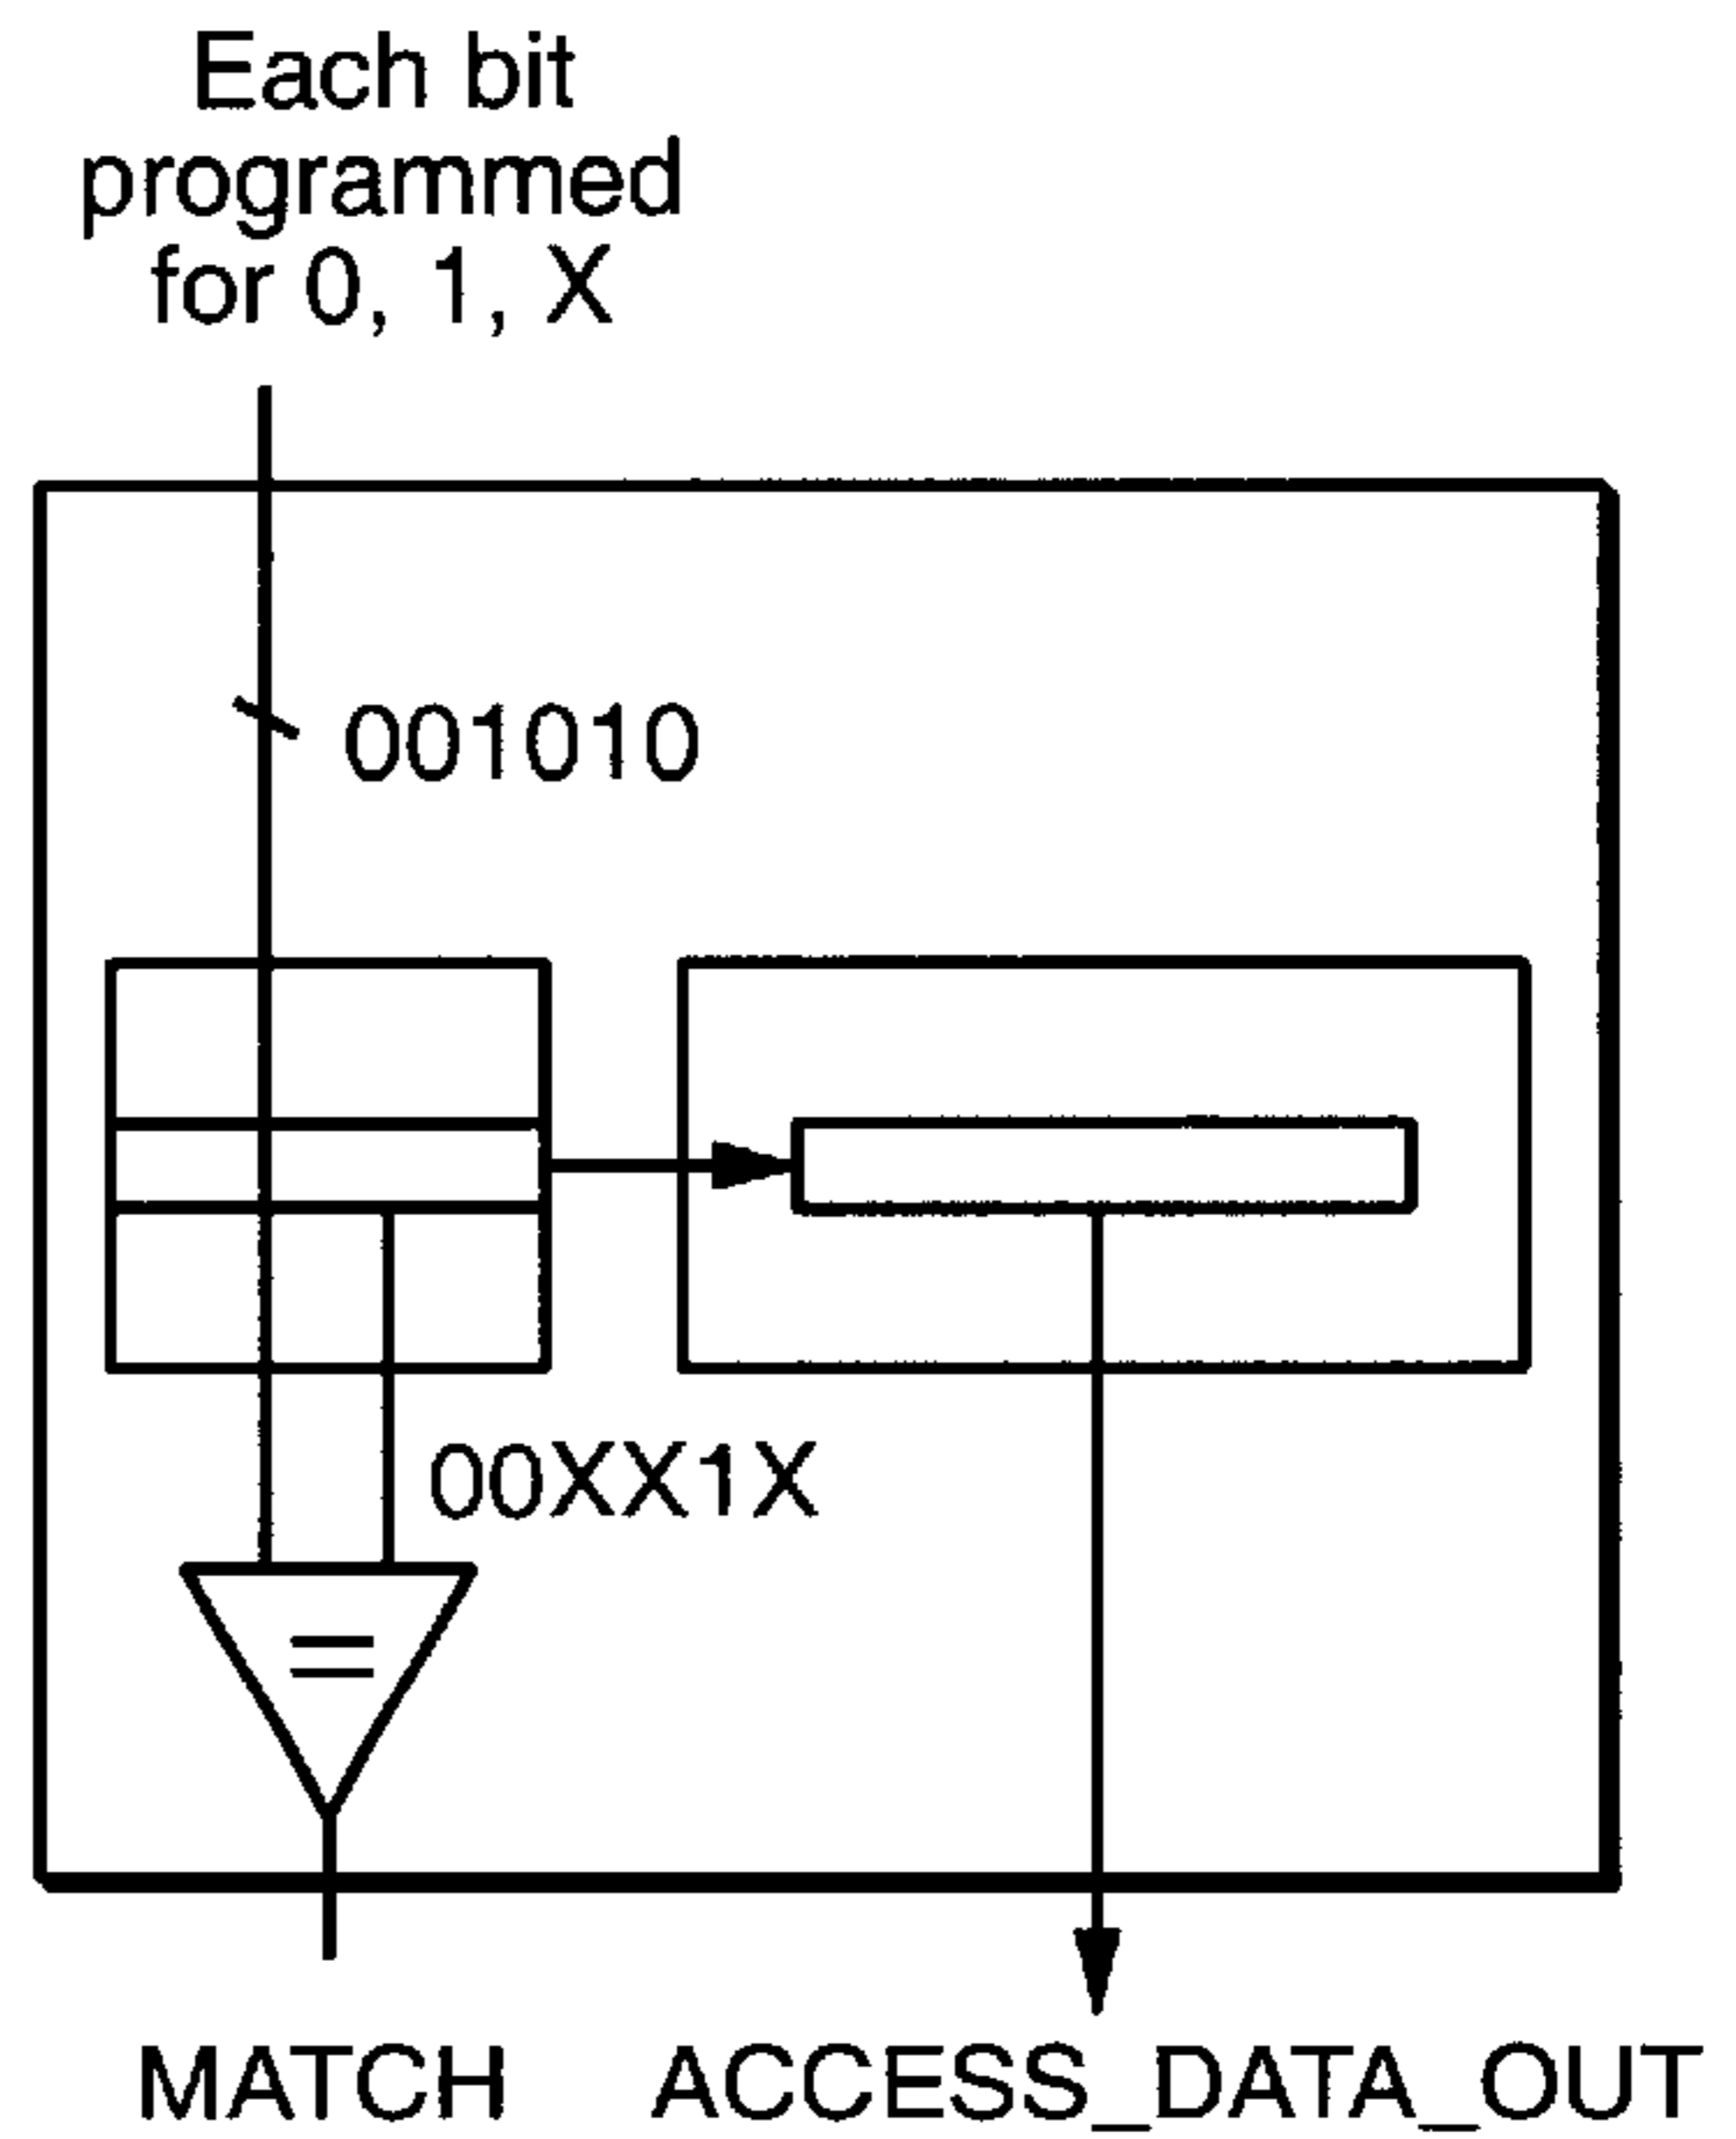 Each bit
programmed
for 0, 1, X
001010
00XX1X
=
MATCH ACCESS_DATA_OUT